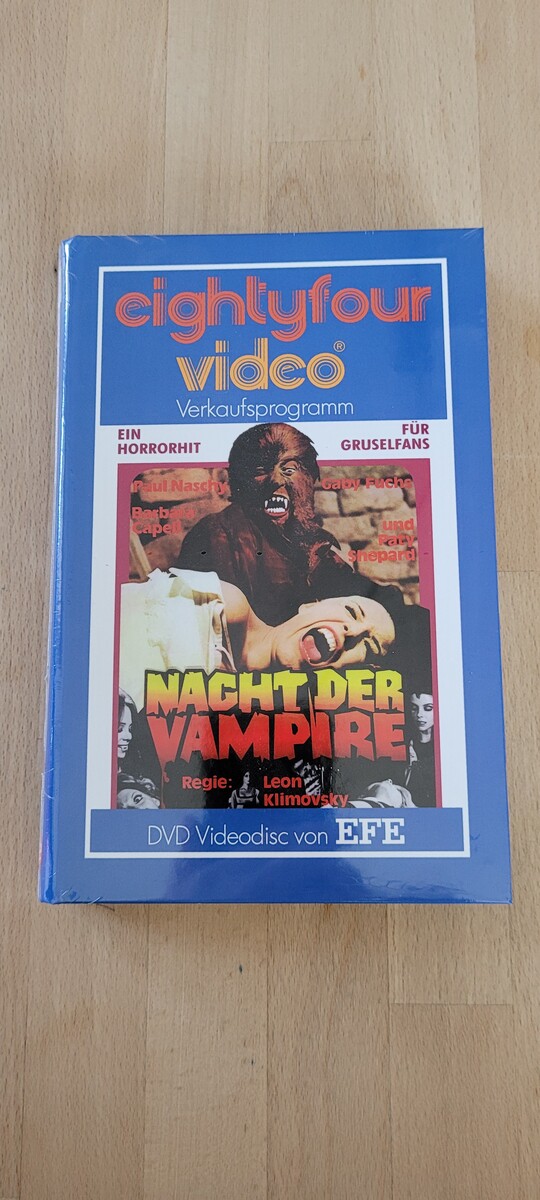 eightyfour
video®
Verkaufsprogramm
EIN
HORRORHIT
FÜR
GRUSELFANS
Paul Naschy
Barbara
Capell
Gaby Fuchs
und
Paty
Shepard
NACHT DER
VAMPIRE
Regie: Leon
Klimovsky
DVD Videodisc von EFE